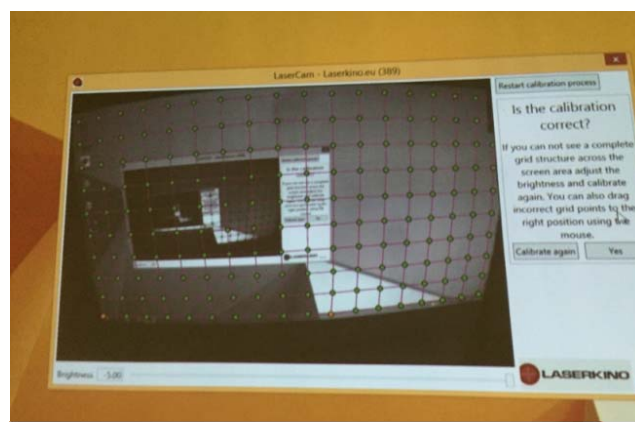 LaserCam - Laserkino.eu (389)
Restart calibration process
Is the calibration
correct?
If you can not see a complete
grid structure across the
screen area adjust the
brightness and calibrate
again. You can also drag
incorrect grid points to the
right position using the
mouse.
Calibrate again Yes
Brightness -5.00
LASERKINO